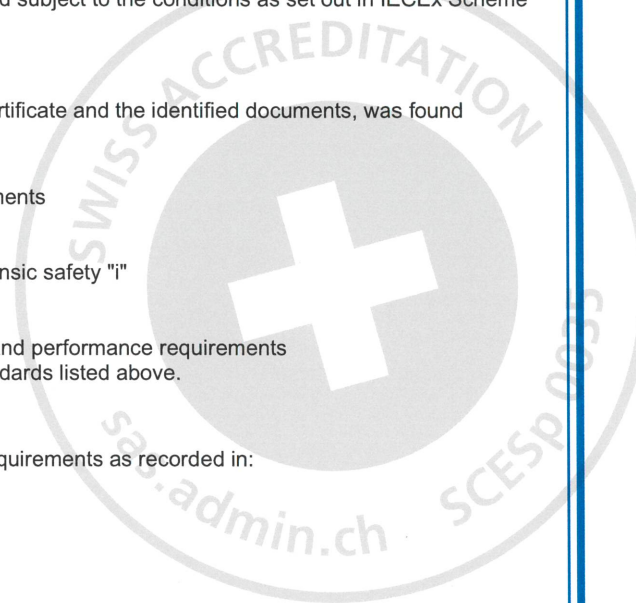 d subject to the conditions as set out in IECEx Scheme
rtificate and the identified documents, was found
nents
nsic safety "i"
nd performance requirements
dards listed above.
quirements as recorded in:
SWISS ACCREDITATION
sas.admin.ch
SCESp 0035